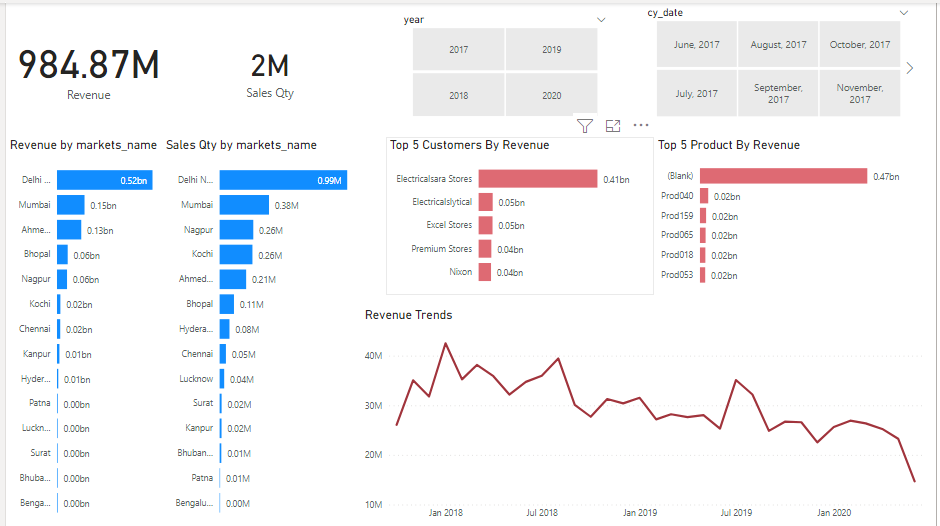 984.87M
Revenue
2M
Sales Qty
year
2017
2019
2018
2020
cy_date
June, 2017
August, 2017
October, 2017
July, 2017
September,
2017
November,
2017
Revenue by markets_name
Delhi ...
0.52bn
Mumbai
0.15bn
Ahme...
0.13bn
Bhopal
0.06bn
Nagpur
0.06bn
Kochi
0.02bn
Chennai
0.02bn
Kanpur
0.01bn
Hyder...
0.01bn
Patna
0.00bn
Luckn...
0.00bn
Surat
0.00bn
Bhuba...
0.00bn
Benga...
0.00bn
Sales Qty by markets_name
Delhi N...
0.99M
Mumbai
0.38M
Nagpur
0.26M
Kochi
0.26M
Ahmed...
0.21M
Bhopal
0.11M
Hydera...
0.08M
Chennai
0.05M
Lucknow
0.04M
Surat
0.02M
Kanpur
0.02M
Bhuban...
0.01M
Patna
0.01M
Bengalu...
0.00M
Top 5 Customers By Revenue
Electricalsara Stores
0.41bn
Electricalslytical
0.05bn
Excel Stores
0.05bn
Premium Stores
0.04bn
Nixon
0.04bn
Top 5 Product By Revenue
(Blank)
0.47bn
Prod040
0.02bn
Prod159
0.02bn
Prod065
0.02bn
Prod018
0.02bn
Prod053
0.02bn
Revenue Trends
40M
30M
20M
10M
Jan 2018
Jul 2018
Jan 2019
Jul 2019
Jan 2020